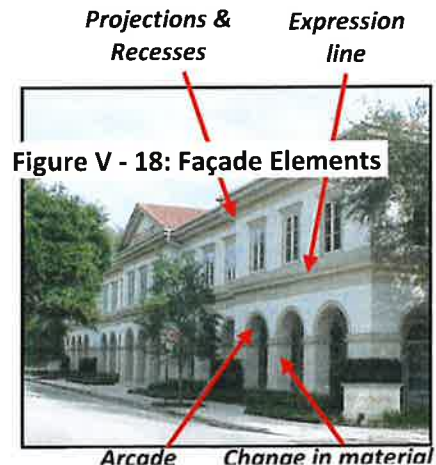 Projections &
Recesses
Expression
line
Figure V - 18: Façade Elements
Arcade
Change in material